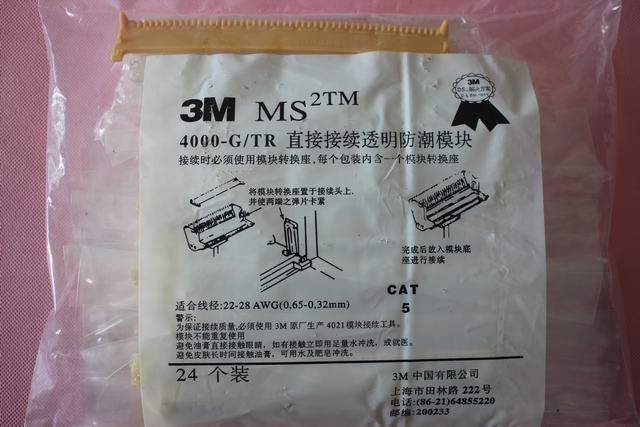 3M MS2TM
3M
DS®解决方案
4000-G/TR 直接接续透明防潮模块
接续时必须使用模块转换座,每个包装内含一个模块转换座
将模块转换座置于接续头上,
并使两端之弹片卡紧
完成后放入模块底
座进行接续
CAT
5
适合线径:22-28 AWG(0,65-0,32mm)
警示:
为保证接续质量,必须使用 3M 原厂生产 4021模块接续工具。
模块不能重复使用
避免油膏直接接触眼睛, 如有接触立即用足量水冲洗, 或就医。
避免皮肤长时间接触油膏, 可用水及肥皂冲洗。
24 个装
3M 中国有限公司
上海市田林路 222号
电话:(86-21)64855220
邮编:200233